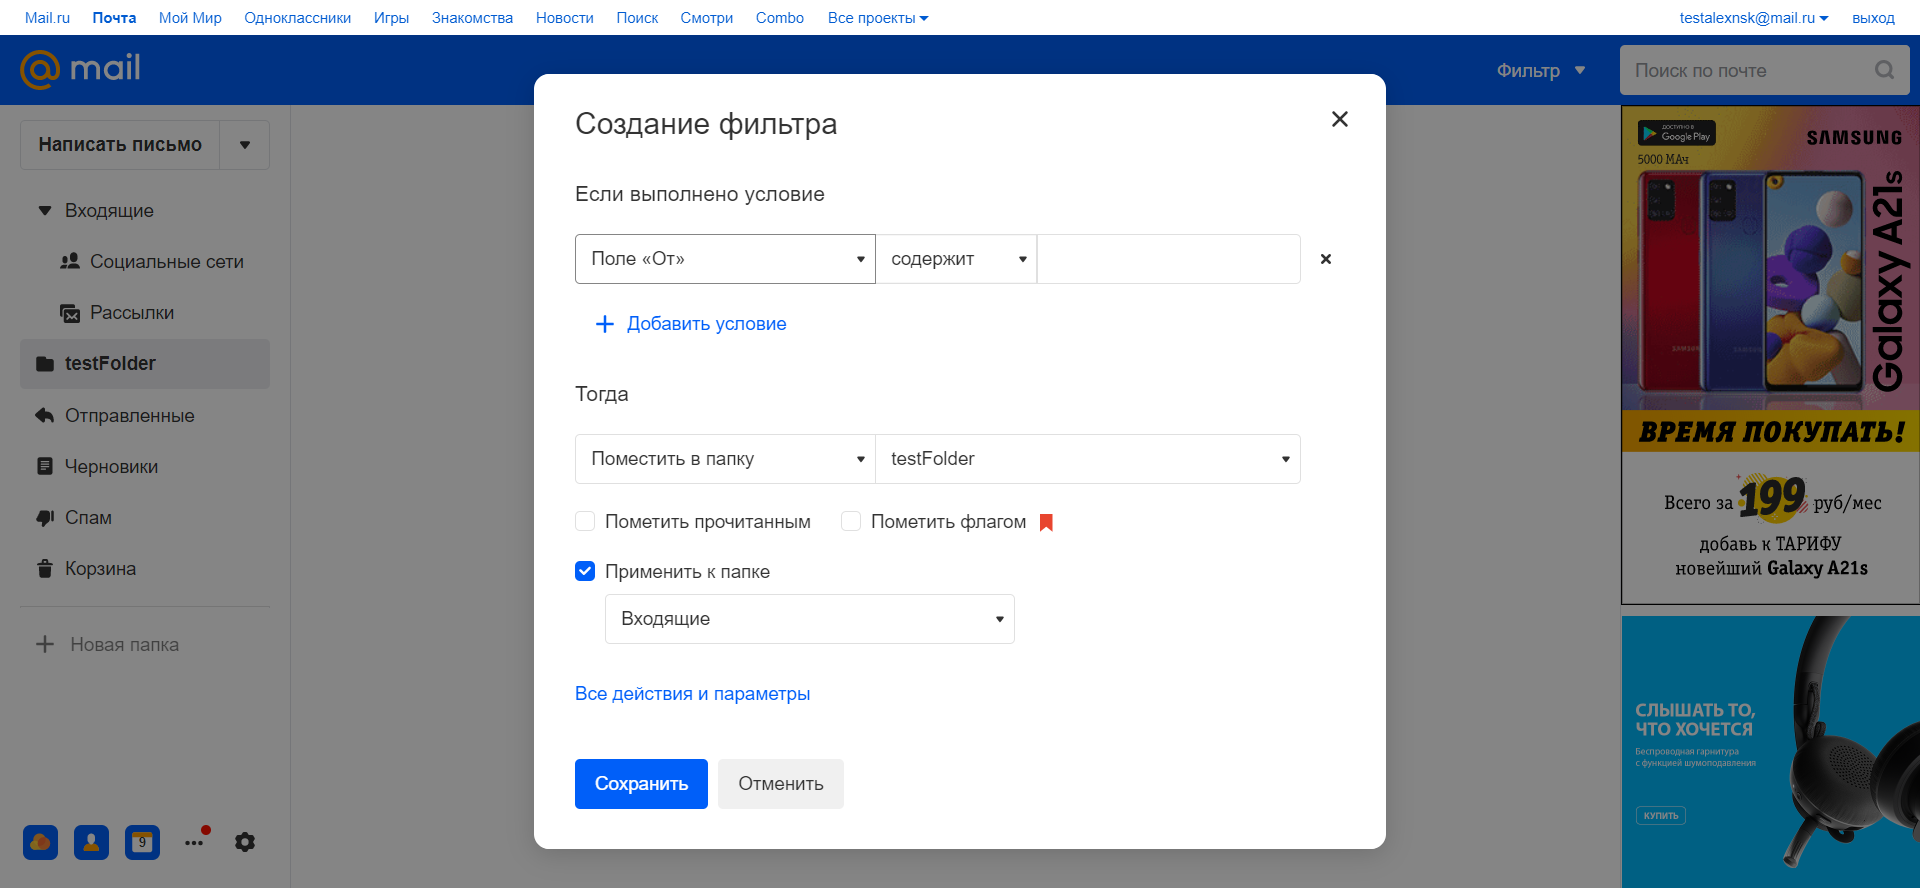 Mail.ru Почта Мой Мир Одноклассники Игры Знакомства Новости Поиск Смотри Combo Все проекты testalexnsk@mail.ru выход
@mail
Фильтр
Поиск по почте
Написать письмо
Входящие
Социальные сети
Рассылки
testFolder
Отправленные
Черновики
Спам
Корзина
Новая папка
9
Создание фильтра
Если выполнено условие
Поле «От» содержит
Добавить условие
Тогда
Поместить в папку testFolder
Пометить прочитанным Пометить флагом
Применить к папке
Входящие
Все действия и параметры
Сохранить Отменить
ДОСТУПНО В
Google Play
SAMSUNG
5000 МАч
Galaxy A21s
ВРЕМЯ ПОКУПАТЬ!
Всего за 199 руб/мес
добавь к ТАРИФУ
новейший Galaxy A21s
СЛЫШАТЬ ТО,
ЧТО ХОЧЕТСЯ
Беспроводная гарнитура
с функцией шумоподавления
КУПИТЬ